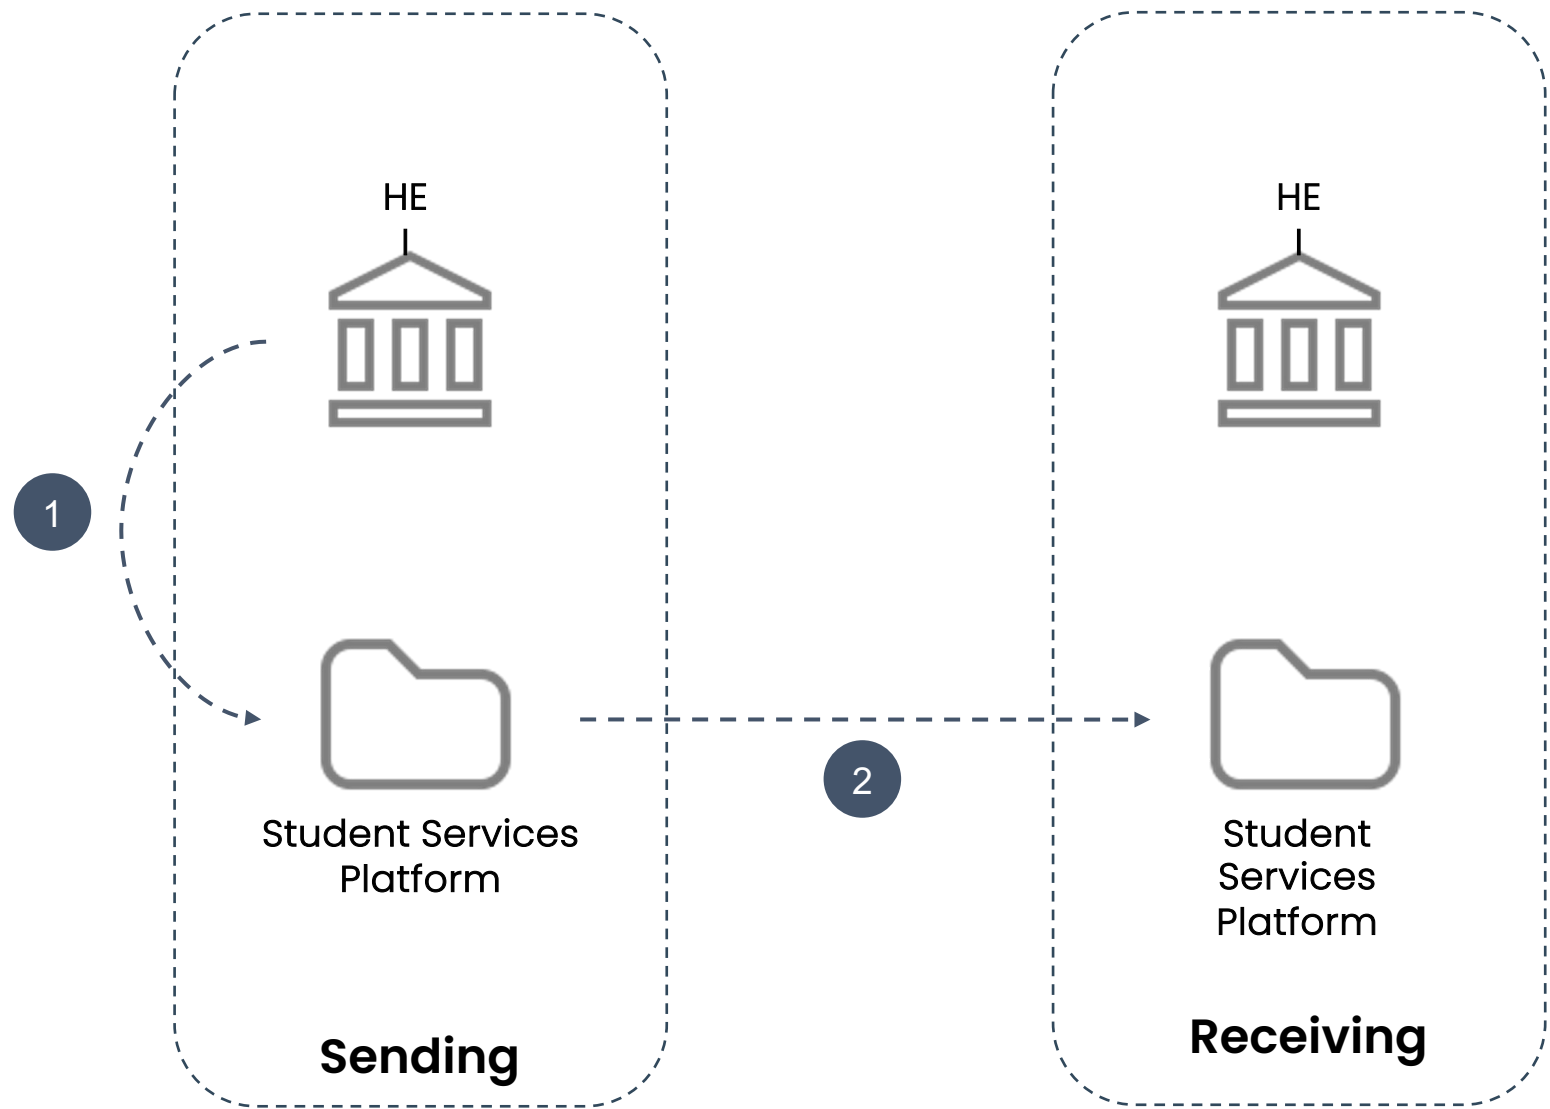 HE
I
HE
I
1
2
Student Services
Platform
Student
Services
Platform
Sending
Receiving